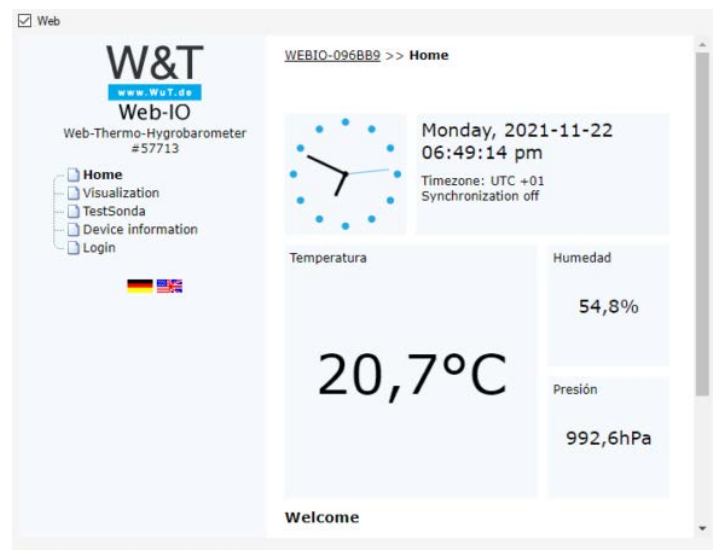 Web
W&T
www.WuT.de
Web-IO
Web-Thermo-Hygrobarometer
#57713
Home
Visualization
TestSonda
Device information
Login
WEBIO-096BB9 >> Home
Monday, 2021-11-22
06:49:14 pm
Timezone: UTC +01
Synchronization off
Temperatura
20,7°C
Humedad
54,8%
Presión
992,6hPa
Welcome